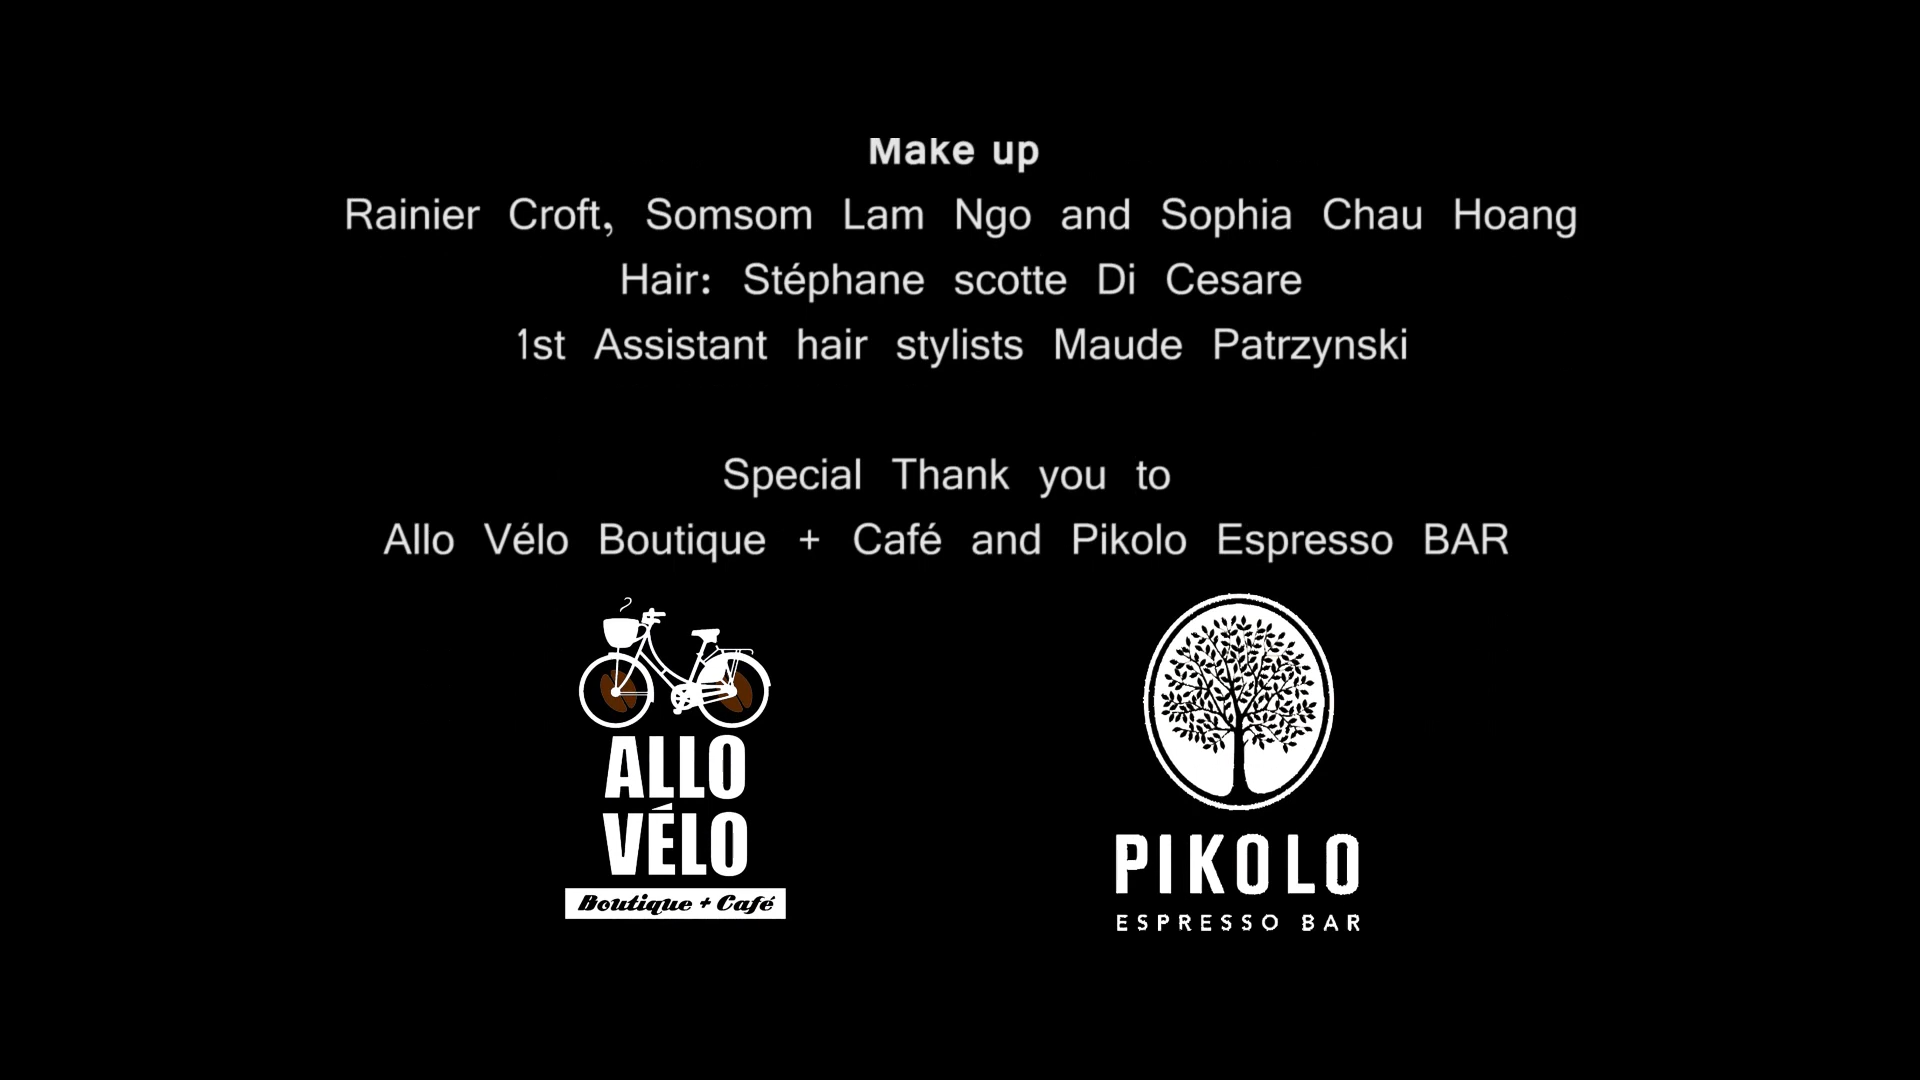 Make up
Rainier Croft, Somsom Lam Ngo and Sophia Chau Hoang
Hair: Stéphane scotte Di Cesare
1st Assistant hair stylists Maude Patrzynski
Special Thank you to
Allo Vélo Boutique + Café and Pikolo Espresso BAR
ALLO
VÉLO
Boutique + Café
PIKOLO
ESPRESSO BAR